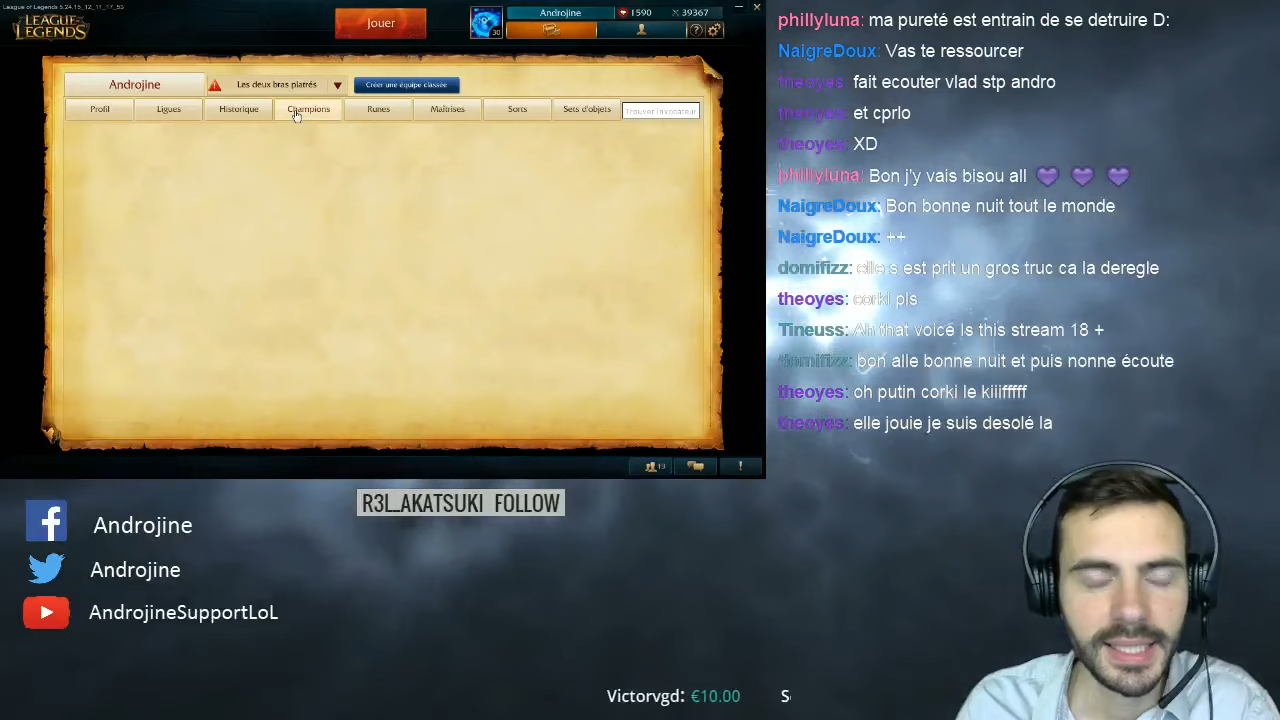 League of Legends 5.24.15_12_11_17_53
LEAGUE OF LEGENDS
Jouer
30
Androjine
1590
39367
?
Androjine
Les deux bras platrés
Créer une équipe classée
Profil
Ligues
Historique
Champions
Runes
Maîtrises
Sorts
Sets d'objets
Trouver invocateur
13
phillyluna: ma pureté est entrain de se detruire D:
NaigreDoux: Vas te ressourcer
theoyes: fait ecouter vlad stp andro
theoyes: et cprlo
theoyes: XD
phillyluna: Bon j'y vais bisou all
NaigreDoux: Bon bonne nuit tout le monde
NaigreDoux: ++
domifizz: elle s est prit un gros truc ca la deregle
theoyes: corki pls
Tineuss: Ah that voice Is this stream 18 +
domifizz: bon alle bonne nuit et puis nonne écoute
theoyes: oh putin corki le kiiifffff
theoyes: elle jouie je suis desolé la
R3L_AKATSUKI FOLLOW
Androjine
Androjine
AndrojineSupportLoL
Victorvgd: €10.00